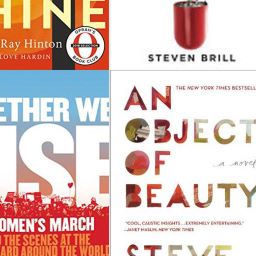 HINE
Ray Hinton
LOVE HARDIN
OPRAH'S
BOOK CLUB
STEVEN BRILL
ETHER WE
ISE
OMEN'S MARCH
D THE SCENES AT THE
ARD AROUND THE WORLD
THE NEW YORK TIMES BESTSELL
AN
OBJECT
OF
BEAUTY
a novel
"COOL, CAUSTIC INSIGHTS ...EXTREMELY ENTERTAINING."
—JANET MASLIN, NEW YORK TIMES
STEVE